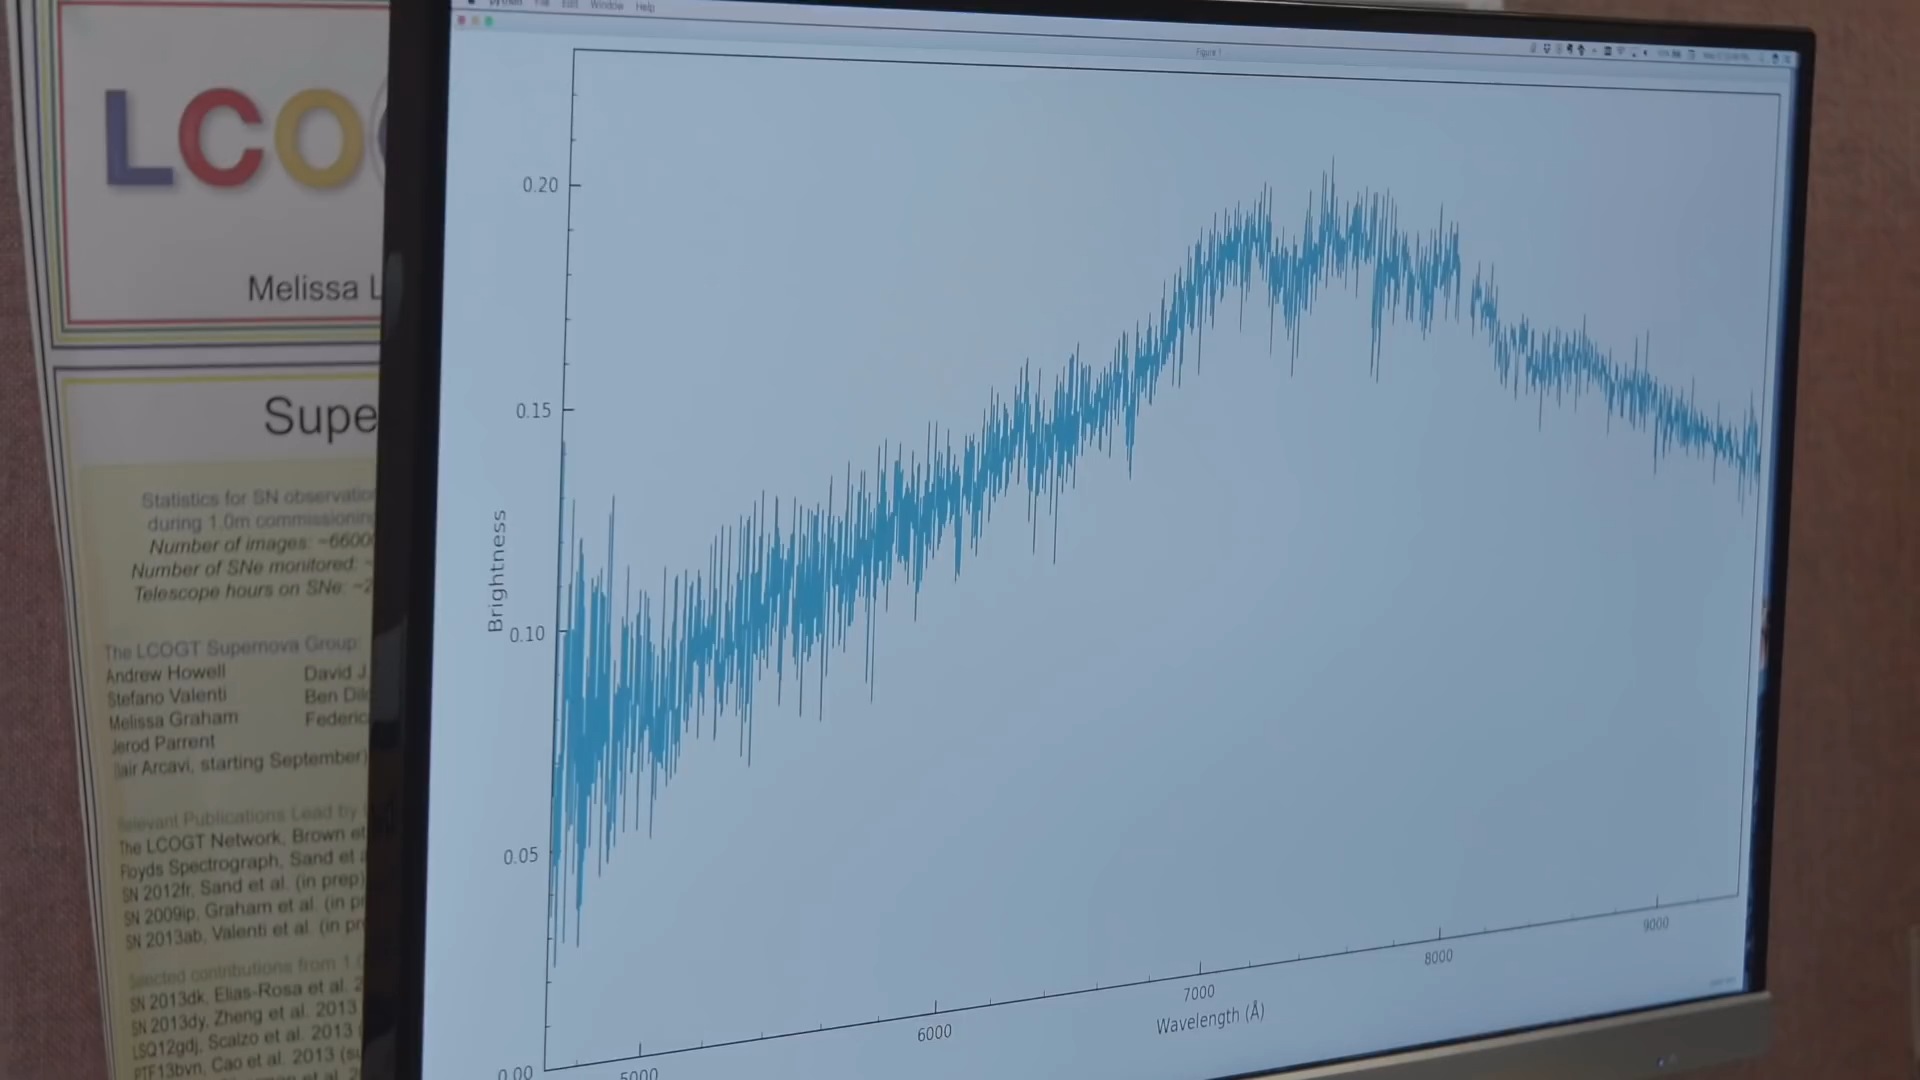 LCO
Melissa L
Supe
Statistics for SN observation
during 1.0m commissioning
Number of images: ~6600
Number of SNe monitored: ~
Telescope hours on SNe: ~2
The LCOGT Supernova Group:
Andrew Howell David J.
Stefano Valenti Ben
Melissa Graham Federic
Jerod Parrent
Iair Arcavi, starting September)
Relevant Publications Lead by
The LCOGT Network, Brown et
Floyds Spectrograph, Sand et a
SN 2012fr, Sand et al. (in prep)
SN 2009ip, Graham et al. (in pr
SN 2013ab, Valenti et al. (in pr
Selected contributions from 1.0
SN 2013dk, Elias-Rosa et al. 2
SN 2013dy, Zheng et al. 2013
LSQ12gdj, Scalzo et al. 2013
PTF13bvn, Cao et al. 2013 (su
python File Edit Window Help
Figure 1
0.20
0.15
0.10
0.05
0.00
Brightness
5000 6000 7000 8000 9000
Wavelength (Å)